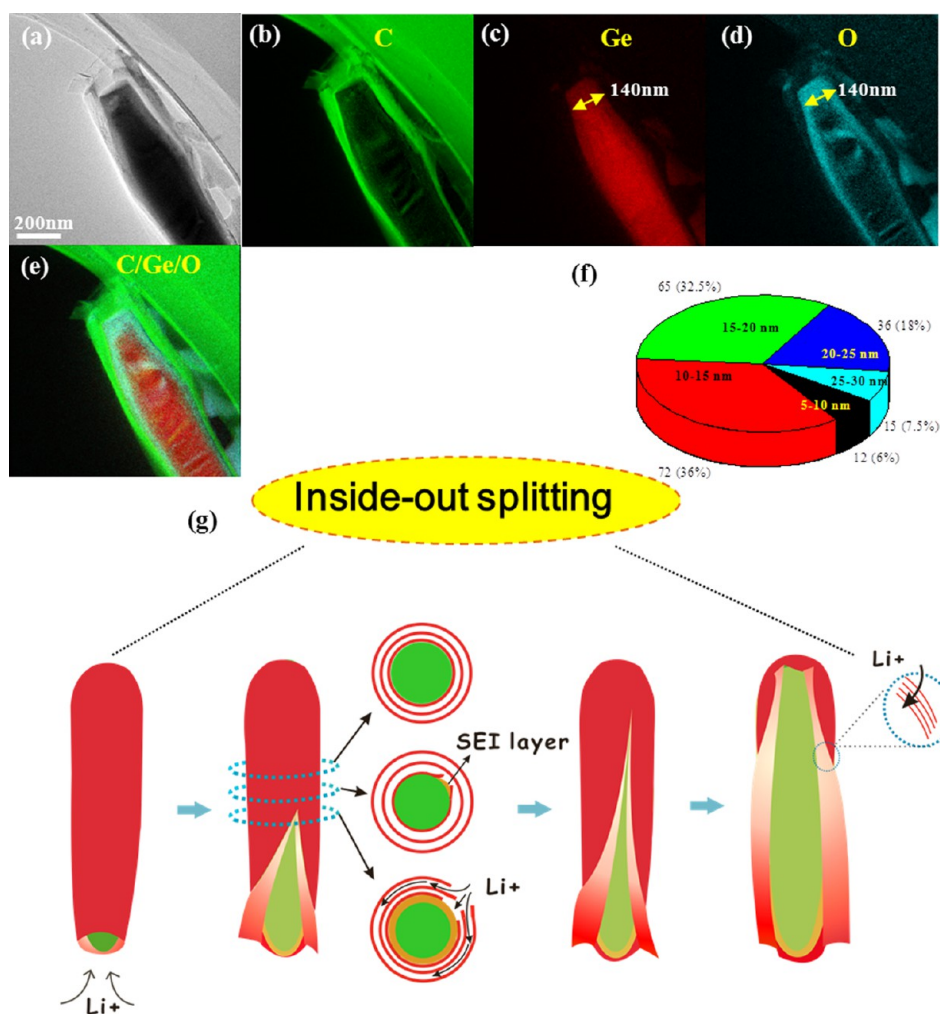 (a)
200nm
(b)
C
(c)
Ge
140nm
(d)
O
140nm
(e)
C/Ge/O
(f)
65 (32.5%)
15-20 nm
36 (18%)
20-25 nm
10-15 nm
25-30 nm
5-10 nm
15 (7.5%)
12 (6%)
72 (36%)
Inside-out splitting
(g)
Li+
SEI layer
Li+
Li+